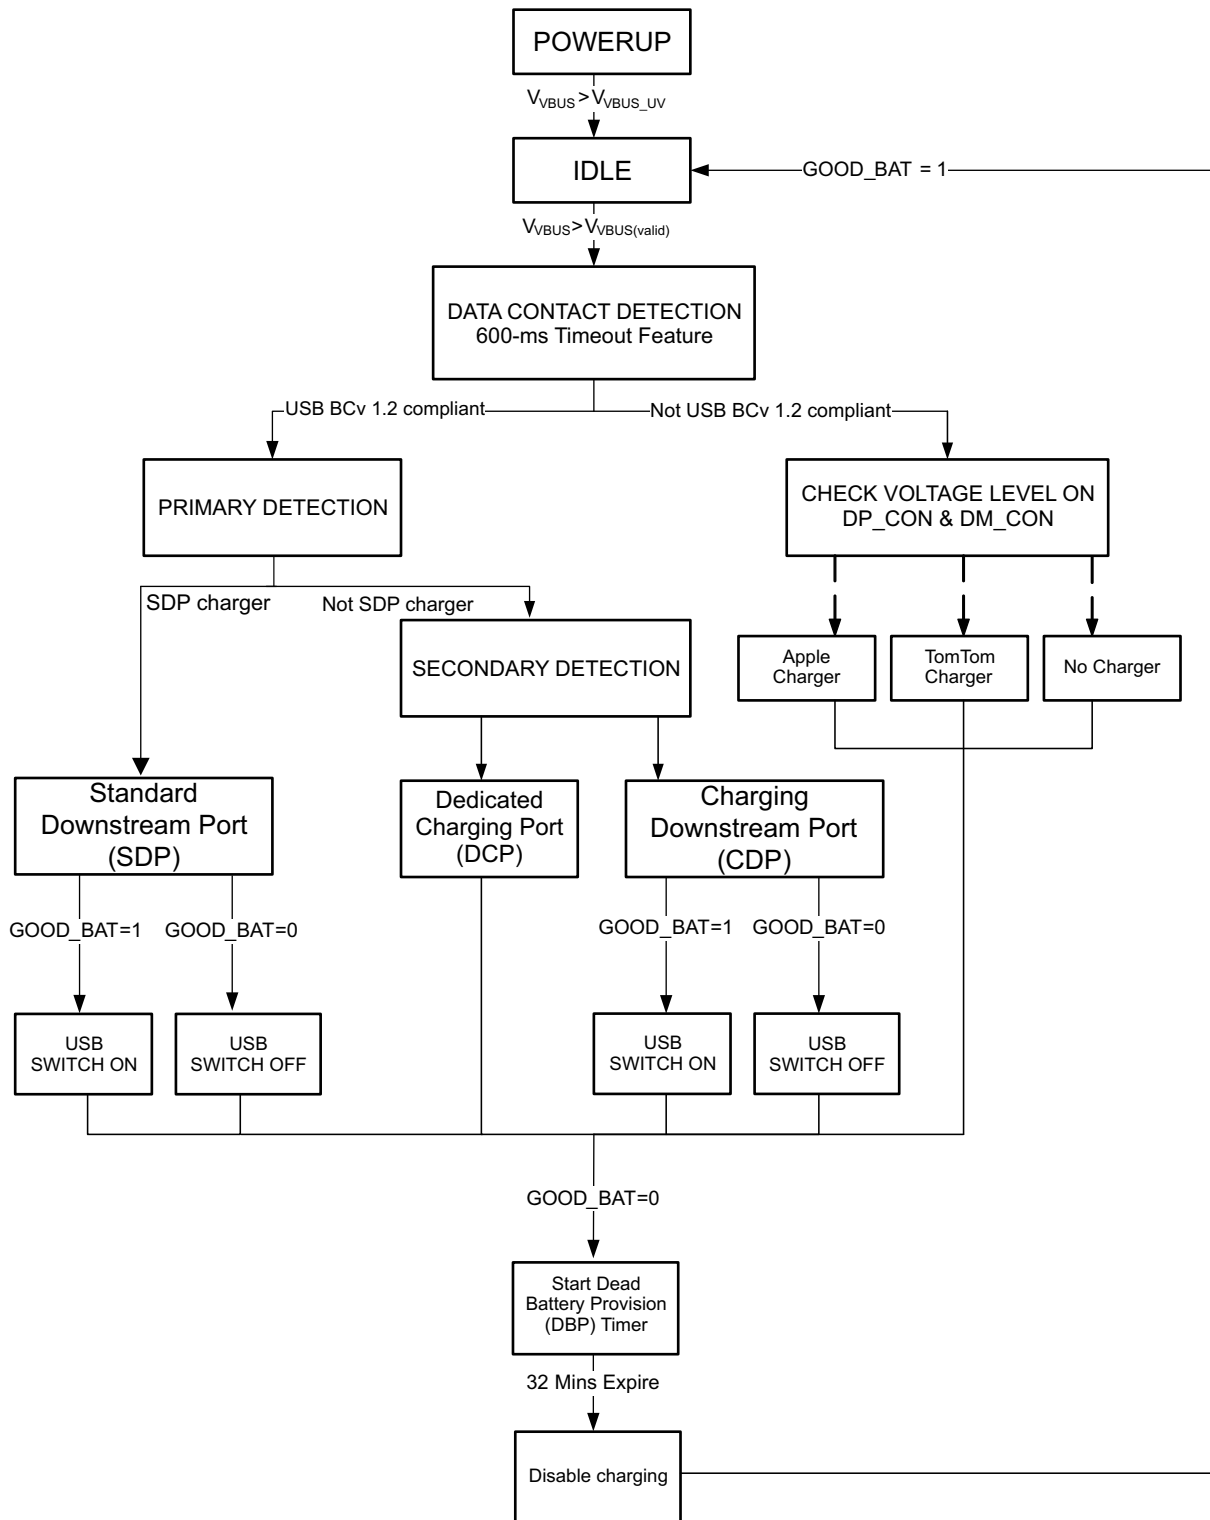 POWERUP
VVBUS > VVBUS_UV
IDLE
GOOD_BAT = 1
VVBUS > VVBUS(valid)
DATA CONTACT DETECTION
600-ms Timeout Feature
USB BCv 1.2 compliant
Not USB BCv 1.2 compliant
PRIMARY DETECTION
CHECK VOLTAGE LEVEL ON
DP_CON & DM_CON
SDP charger
Not SDP charger
SECONDARY DETECTION
Apple
Charger
TomTom
Charger
No Charger
Standard
Downstream Port
(SDP)
Dedicated
Charging Port
(DCP)
Charging
Downstream Port
(CDP)
GOOD_BAT=1
GOOD_BAT=0
GOOD_BAT=1
GOOD_BAT=0
USB
SWITCH ON
USB
SWITCH OFF
USB
SWITCH ON
USB
SWITCH OFF
GOOD_BAT=0
Start Dead
Battery Provision
(DBP) Timer
32 Mins Expire
Disable charging